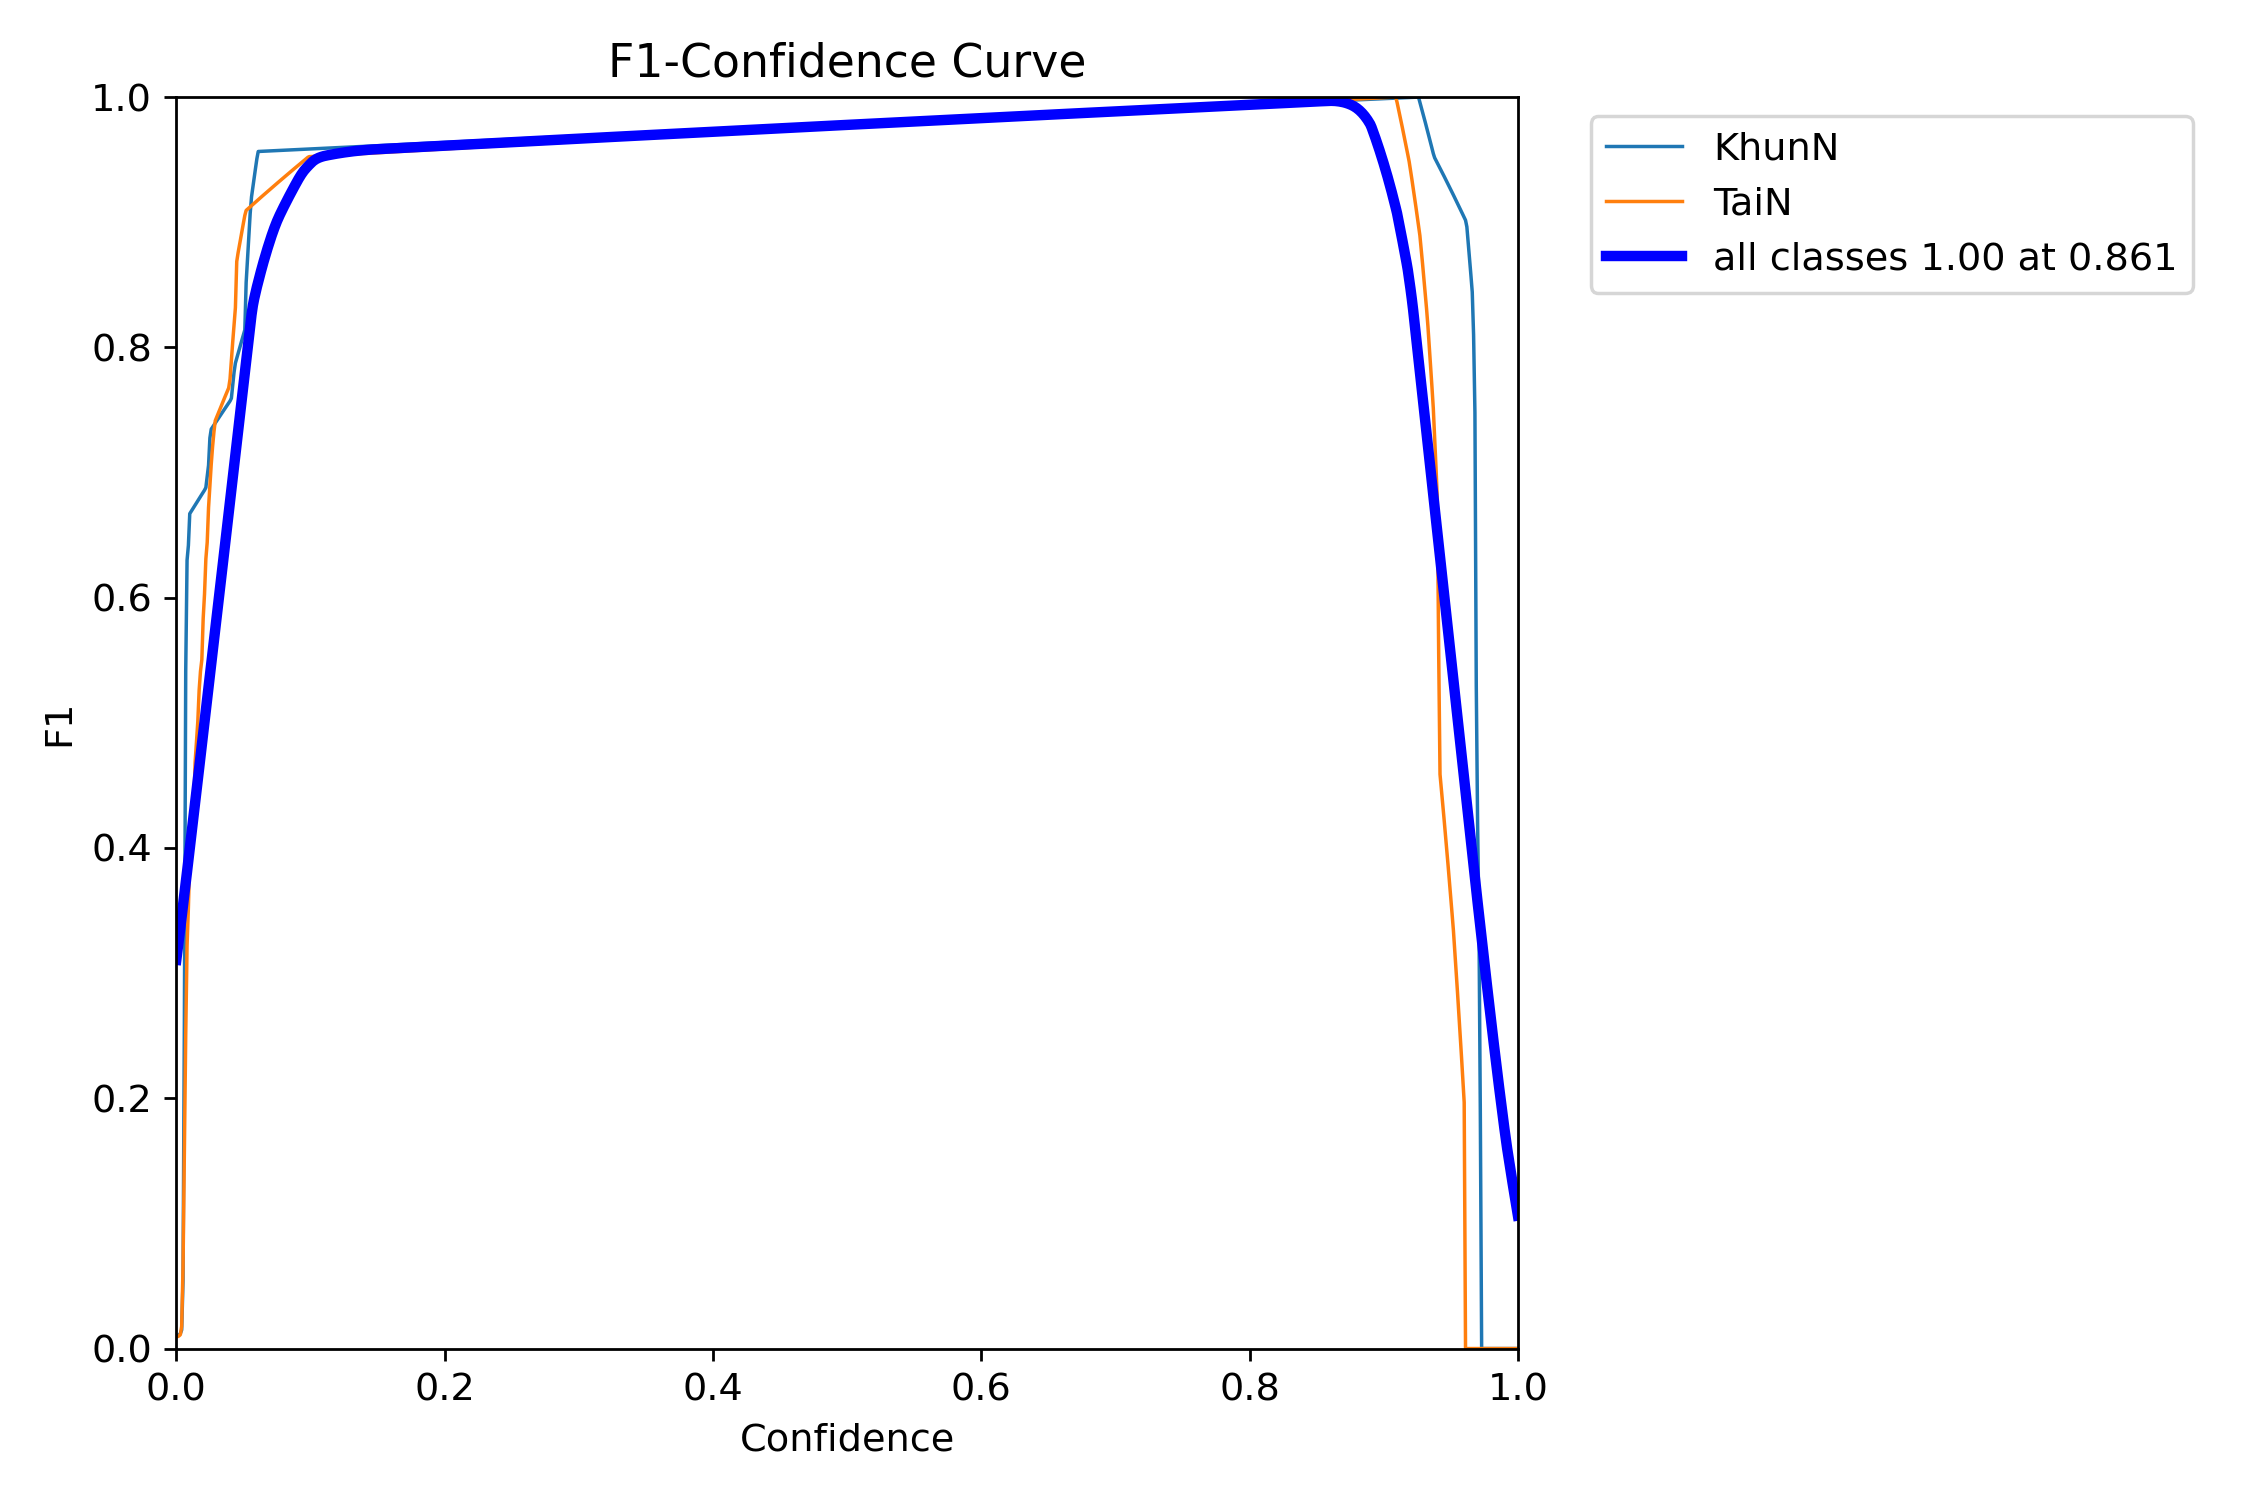 F1-Confidence Curve
1.0
0.8
0.6
0.4
0.2
0.0
F1
0.0 0.2 0.4 0.6 0.8 1.0
Confidence
KhunN
TaiN
all classes 1.00 at 0.861